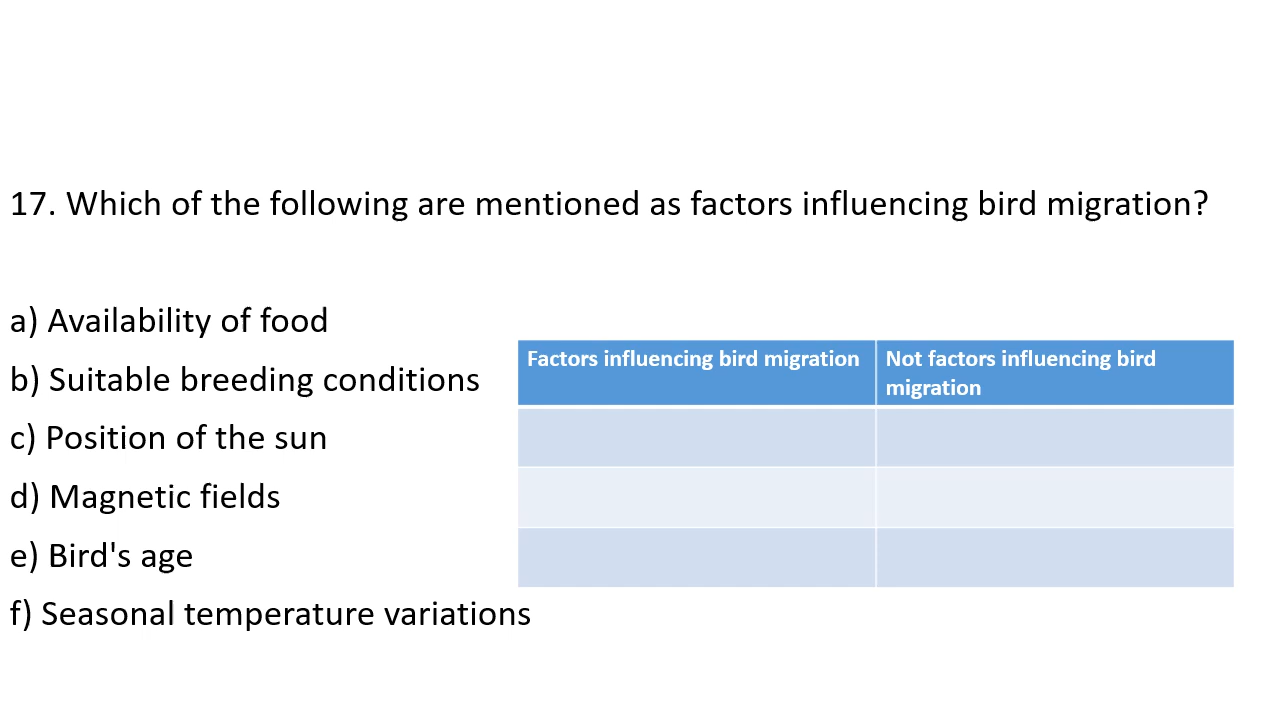 17. Which of the following are mentioned as factors influencing bird migration?
a) Availability of food
b) Suitable breeding conditions
c) Position of the sun
d) Magnetic fields
e) Bird's age
f) Seasonal temperature variations
Factors influencing bird migration
Not factors influencing bird
migration